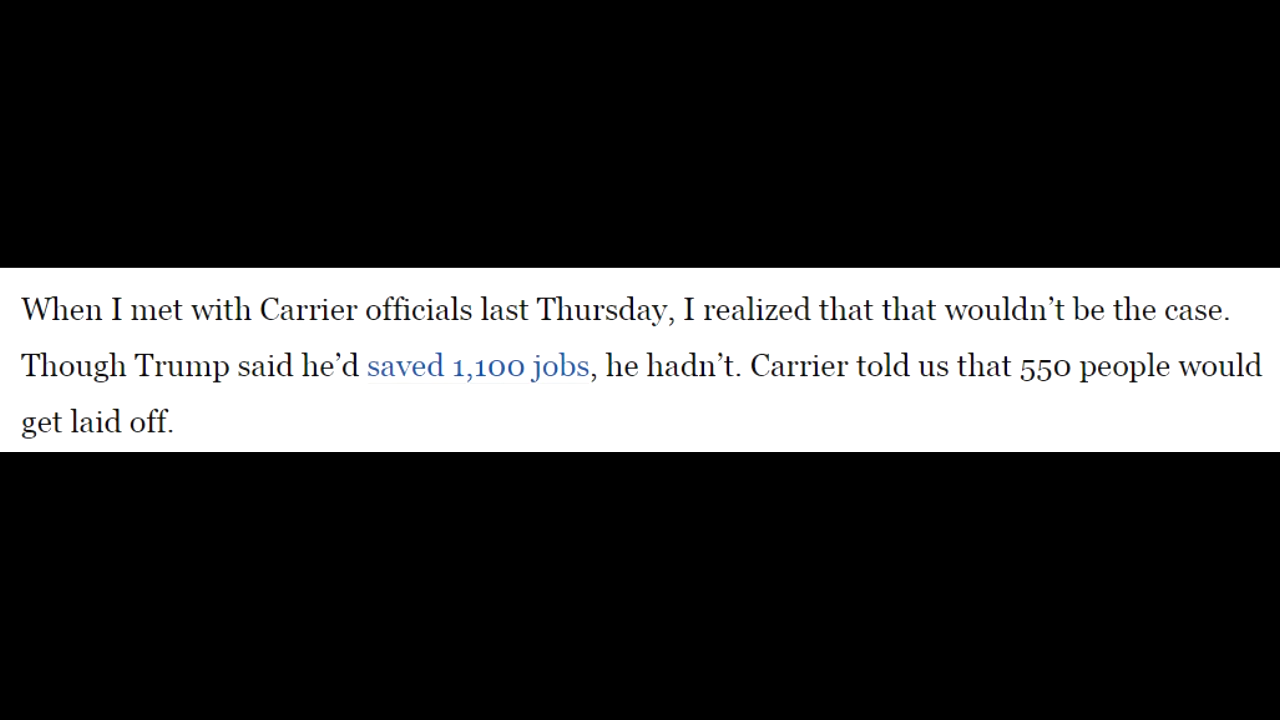 When I met with Carrier officials last Thursday, I realized that that wouldn’t be the case.
Though Trump said he’d saved 1,100 jobs, he hadn’t. Carrier told us that 550 people would
get laid off.